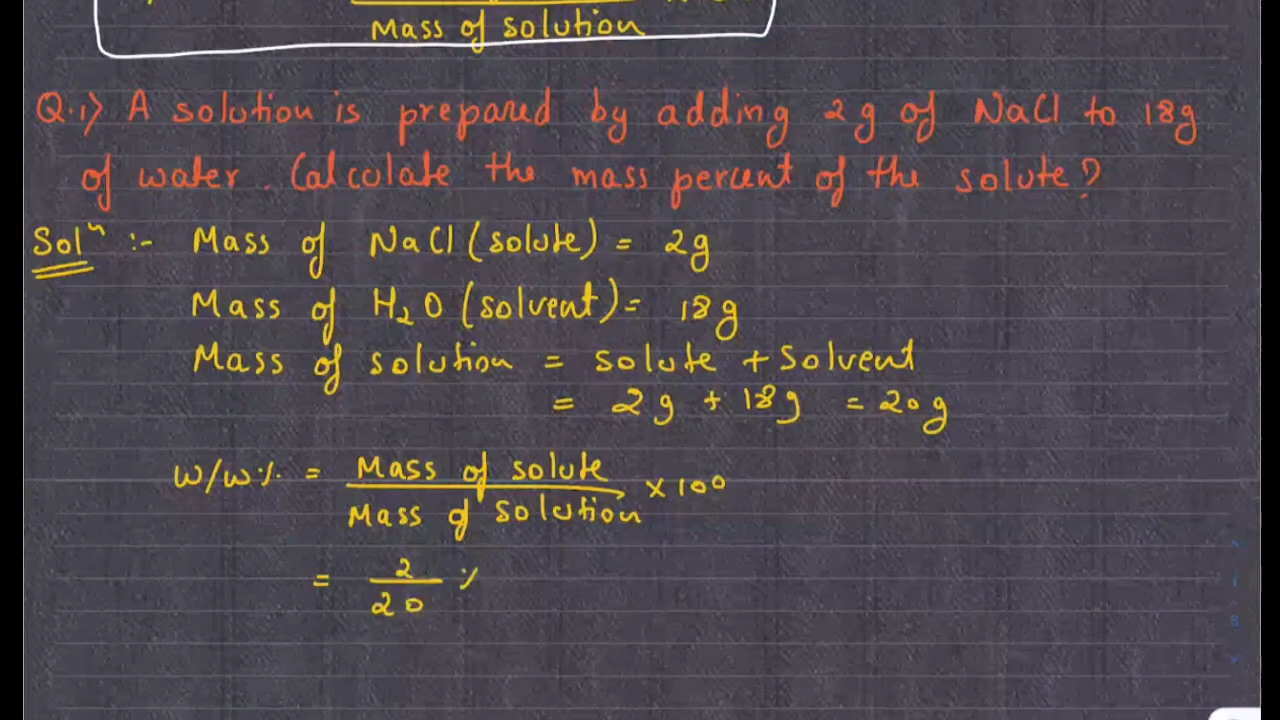 Mass of solution
Q.1) A solution is prepared by adding 2g of NaCl to 18g
of water. Calculate the mass percent of the solute?
Solⁿ :- Mass of NaCl (solute) = 2g
Mass of H₂O (solvent) = 18g
Mass of solution = solute + solvent
= 2g + 18g = 20g
W/W% = Mass of solute
Mass of solution × 100
= 2
20